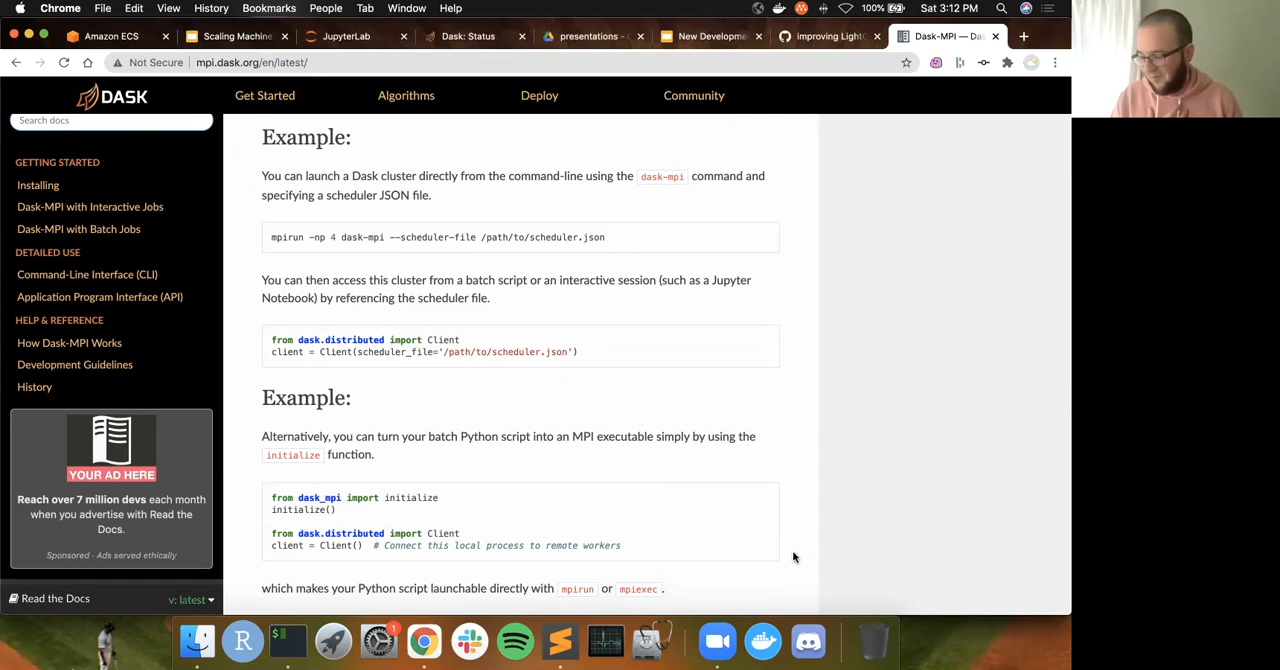 Chrome File Edit View History Bookmarks People Tab Window Help 100% Sat 3:12 PM
Amazon ECS × Scaling Machine × JupyterLab × Dask: Status × presentations - × New Developme × improving Light × Dask-MPI — Das × +
Not Secure mpi.dask.org/en/latest/
DASK Get Started Algorithms Deploy Community
Search docs
GETTING STARTED
Installing
Dask-MPI with Interactive Jobs
Dask-MPI with Batch Jobs
DETAILED USE
Command-Line Interface (CLI)
Application Program Interface (API)
HELP & REFERENCE
How Dask-MPI Works
Development Guidelines
History
YOUR AD HERE
Reach over 7 million devs each month
when you advertise with Read the
Docs.
Sponsored · Ads served ethically
Read the Docs v: latest
Example:
You can launch a Dask cluster directly from the command-line using the dask-mpi command and
specifying a scheduler JSON file.
mpirun -np 4 dask-mpi --scheduler-file /path/to/scheduler.json
You can then access this cluster from a batch script or an interactive session (such as a Jupyter
Notebook) by referencing the scheduler file.
from dask.distributed import Client
client = Client(scheduler_file='/path/to/scheduler.json')
Example:
Alternatively, you can turn your batch Python script into an MPI executable simply by using the
initialize function.
from dask_mpi import initialize
initialize()
from dask.distributed import Client
client = Client() # Connect this local process to remote workers
which makes your Python script launchable directly with mpirun or mpiexec.
R $ 1